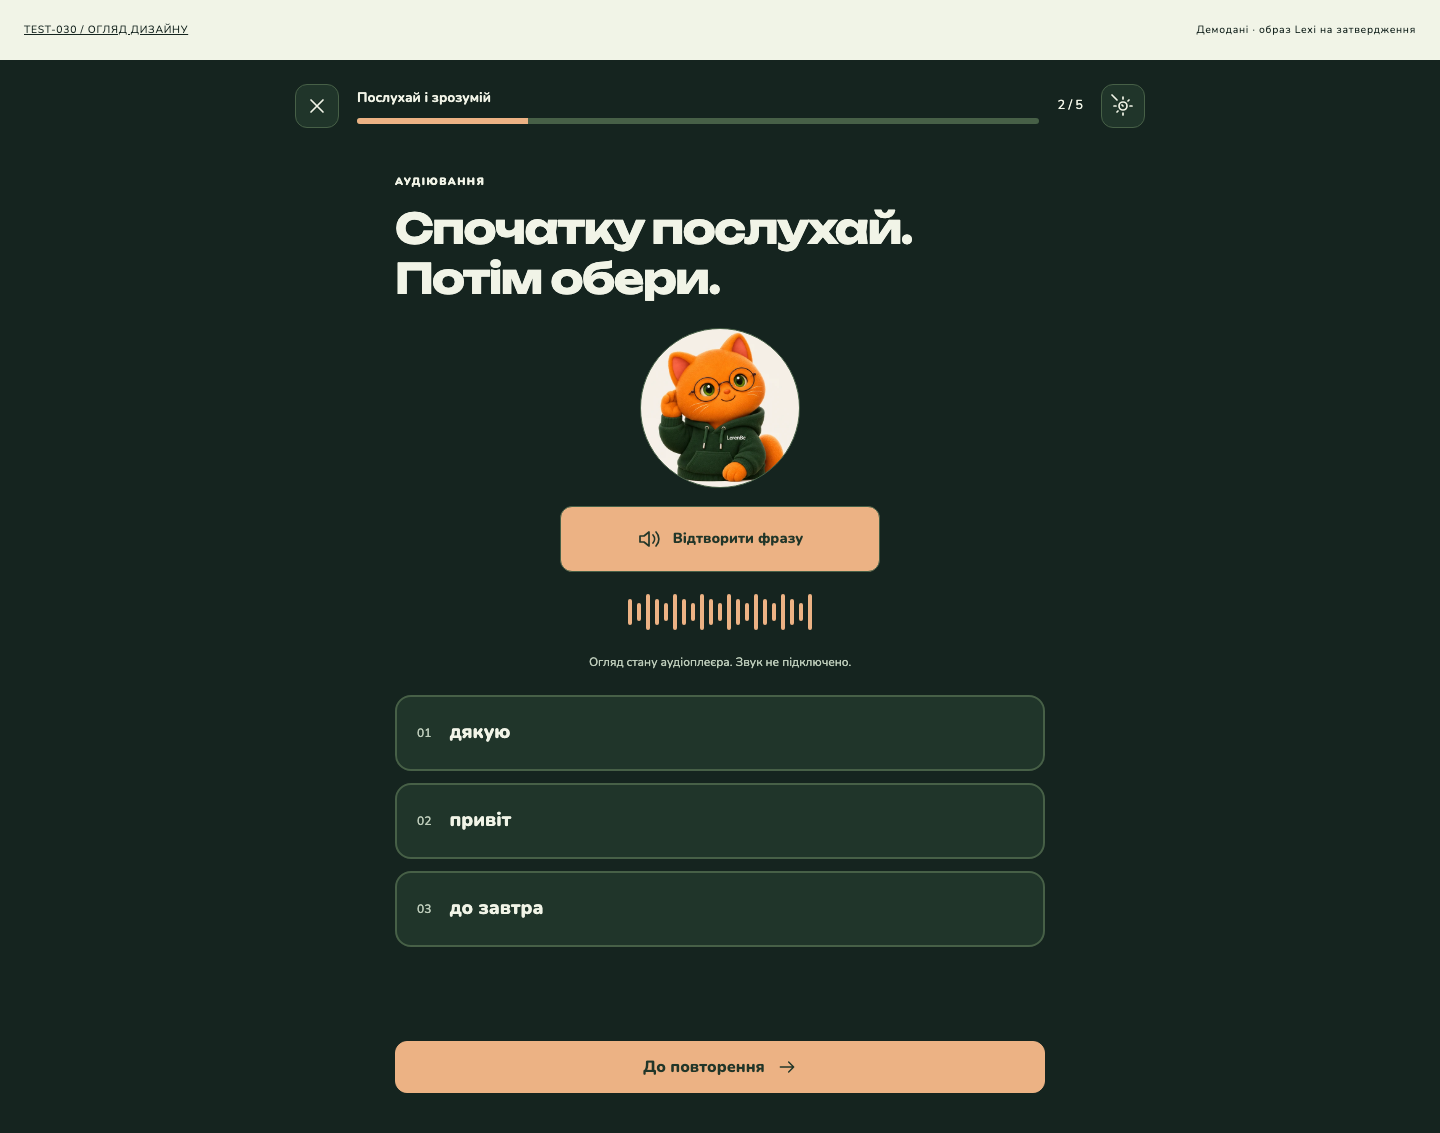 TEST-030 / ОГЛЯД ДИЗАЙНУ
Демодані · образ Lexi на затвердження
Послухай і зрозумій
2 / 5
АУДІЮВАННЯ
Спочатку послухай.
Потім обери.
Відтворити фразу
Огляд стану аудіоплеєра. Звук не підключено.
01 дякую
02 привіт
03 до завтра
До повторення →